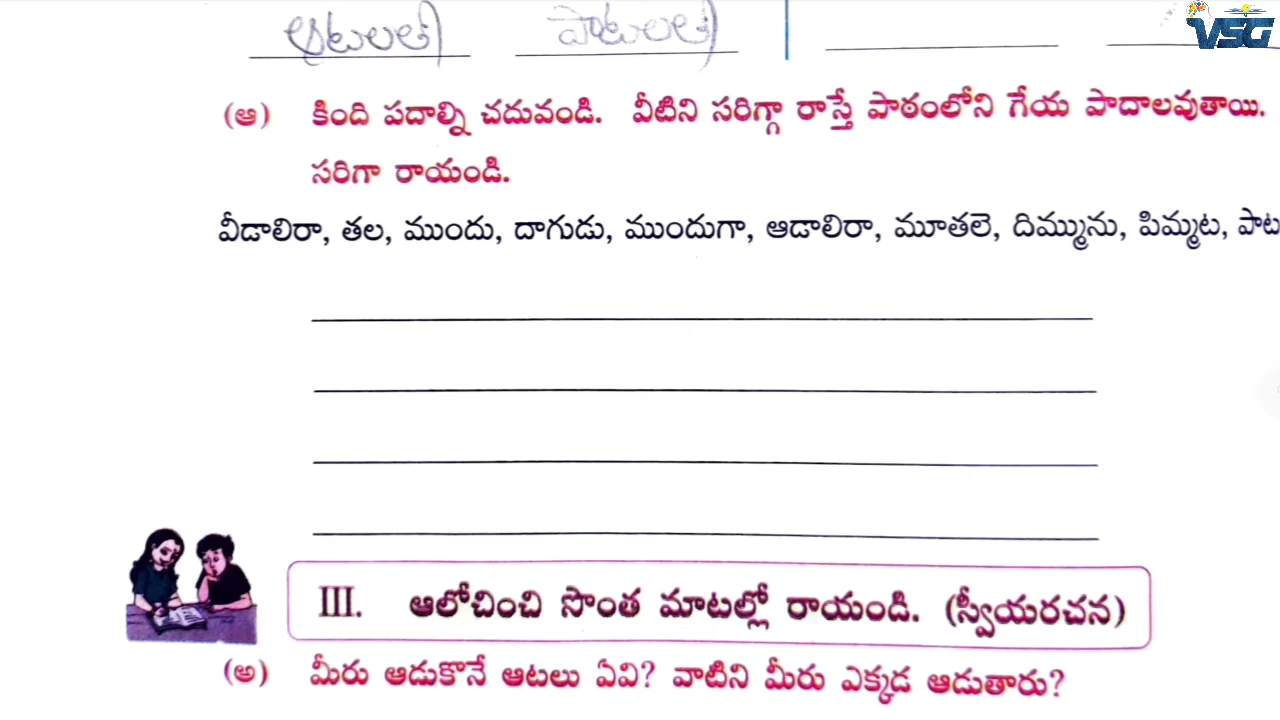 ఆటలతో పాటలతో
VSG
(ఆ) కింది పదాల్ని చదువండి. వీటిని సరిగ్గా రాస్తే పాఠంలోని గేయ పాదాలవుతాయి.
సరిగా రాయండి.
వీడాలిరా, తల, ముందు, దాగుడు, ముందుగా, ఆడాలిరా, మూతలె, దిమ్మును, పిమ్మట, పాట
III. ఆలోచించి సొంత మాటల్లో రాయండి. (స్వీయరచన)
(అ) మీరు ఆడుకొనే ఆటలు ఏవి? వాటిని మీరు ఎక్కడ ఆడుతారు?